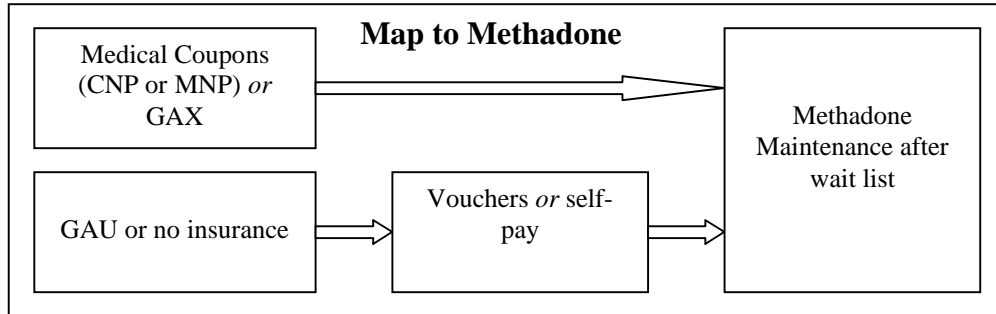 Map to Methadone
Medical Coupons
(CNP or MNP) or
GAX
Methadone
Maintenance after
wait list
GAU or no insurance
Vouchers or self-
pay